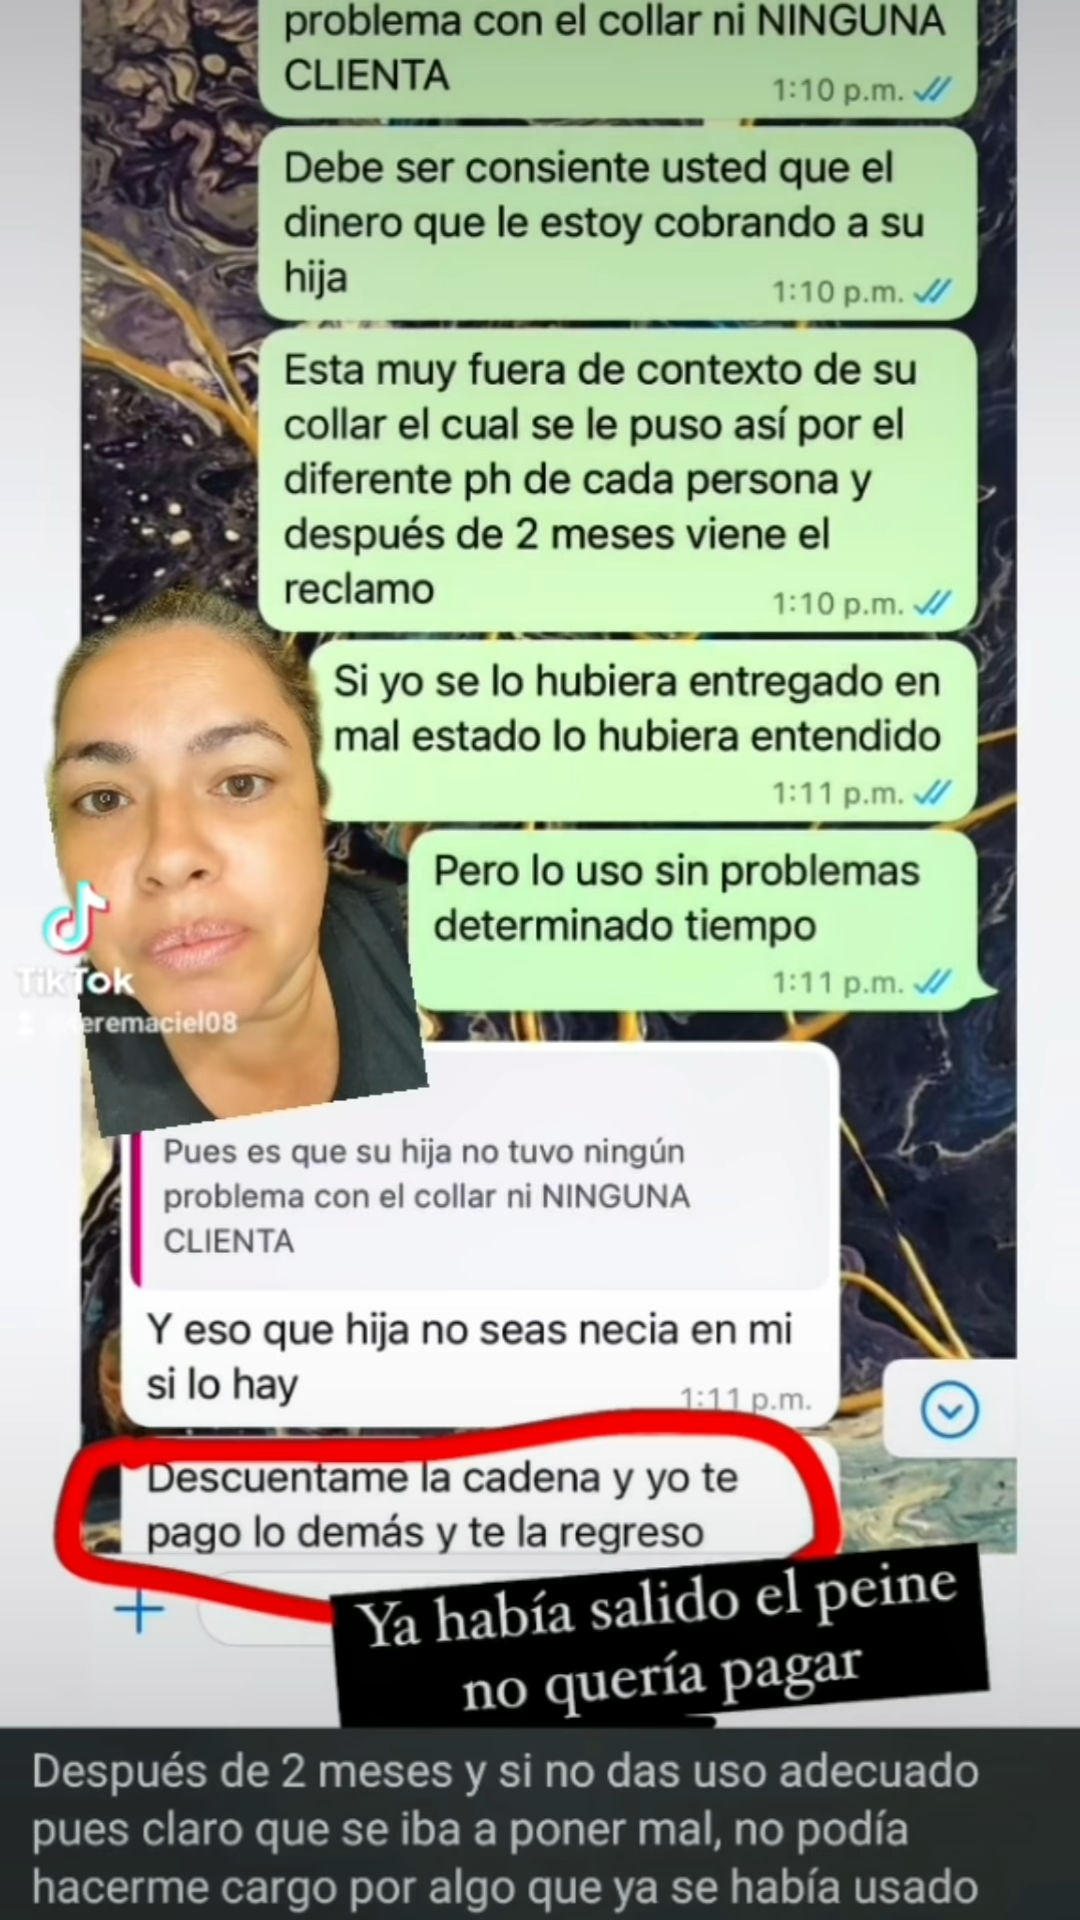 problema con el collar ni NINGUNA
CLIENTA
1:10 p.m.
Debe ser consiente usted que el
dinero que le estoy cobrando a su
hija
1:10 p.m.
Esta muy fuera de contexto de su
collar el cual se le puso así por el
diferente ph de cada persona y
después de 2 meses viene el
reclamo
1:10 p.m.
Si yo se lo hubiera entregado en
mal estado lo hubiera entendido
1:11 p.m.
Pero lo uso sin problemas
determinado tiempo
1:11 p.m.
TikTok
eremaciel08
Pues es que su hija no tuvo ningún
problema con el collar ni NINGUNA
CLIENTA
Y eso que hija no seas necia en mi
si lo hay
1:11 p.m.
Descuentame la cadena y yo te
pago lo demás y te la regreso
Ya había salido el peine
no quería pagar
Después de 2 meses y si no das uso adecuado
pues claro que se iba a poner mal, no podía
hacerme cargo por algo que ya se había usado